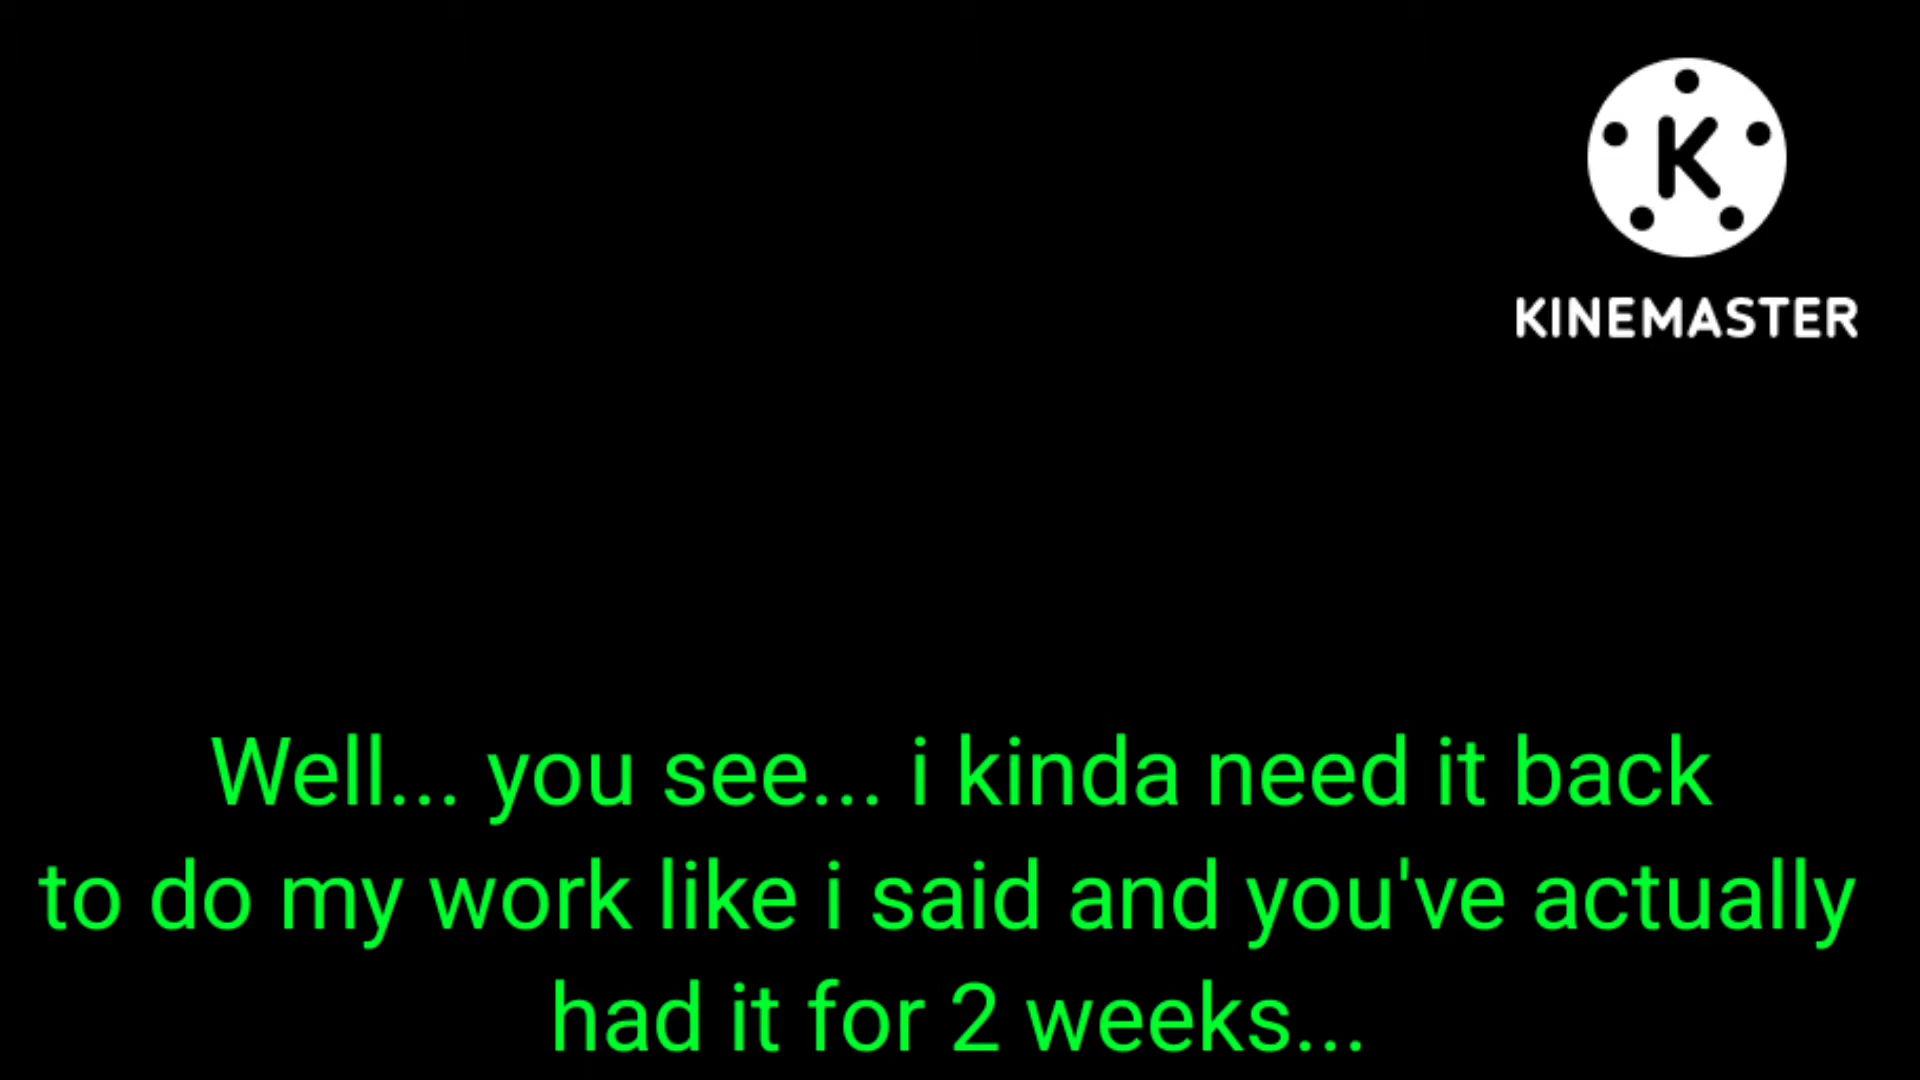 K
KINEMASTER
Well... you see... i kinda need it back
to do my work like i said and you've actually
had it for 2 weeks...